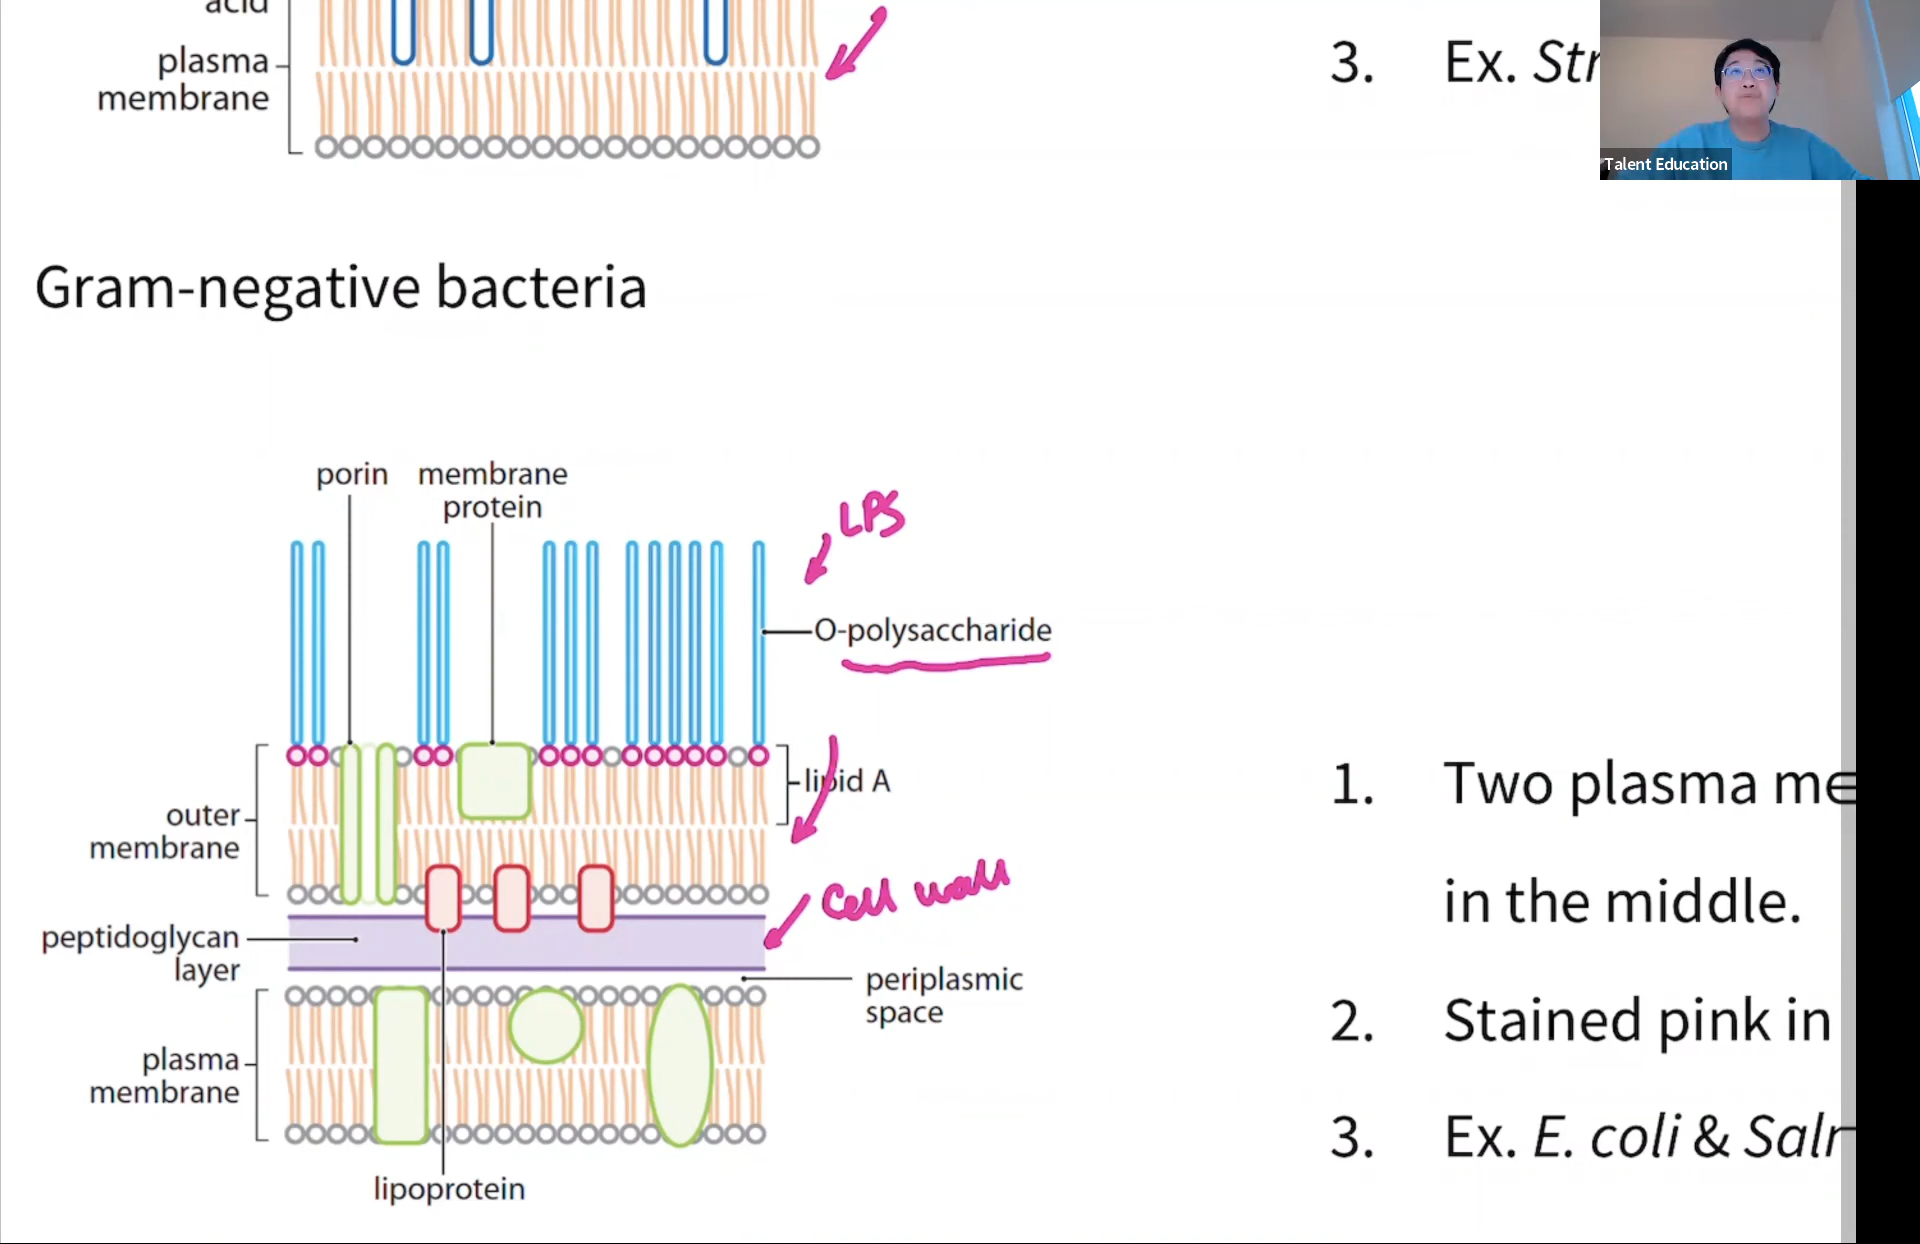 acid
plasma
membrane
3. Ex. Str
Talent Education
Gram-negative bacteria
porin
membrane
protein
LPS
O-polysaccharide
lipid A
outer
membrane
Cell wall
peptidoglycan
layer
periplasmic
space
plasma
membrane
lipoprotein
1. Two plasma me
in the middle.
2. Stained pink in
3. Ex. E. coli & Sal